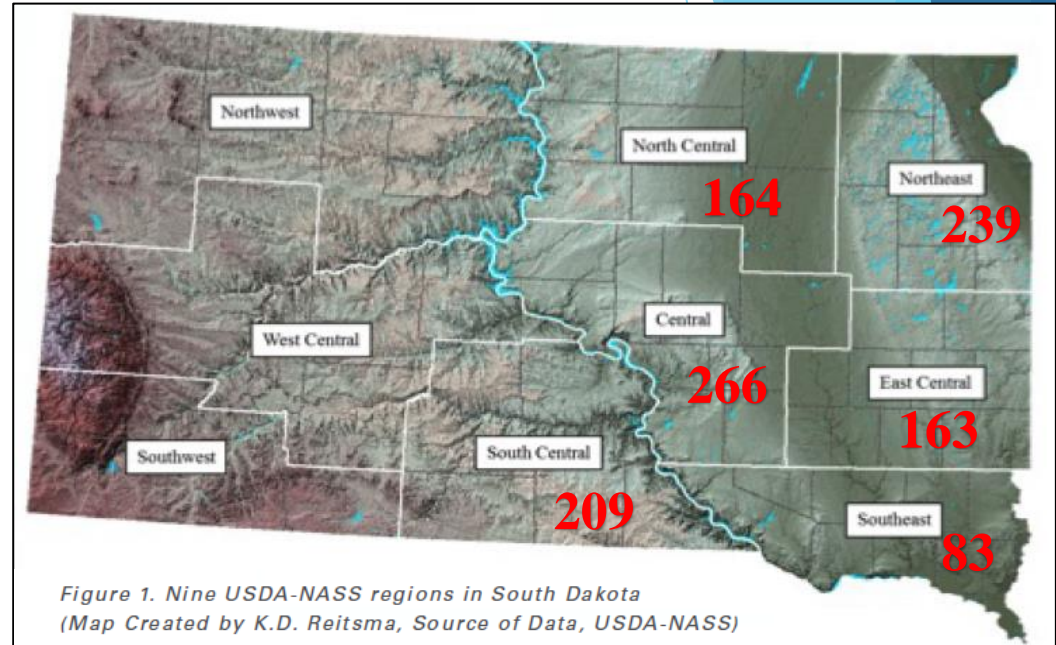 Northwest
North Central
164
Northeast
239
West Central
Central
266
East Central
163
Southwest
South Central
209
Southeast
83
Figure 1. Nine USDA-NASS regions in South Dakota
(Map Created by K.D. Reitsma, Source of Data, USDA-NASS)